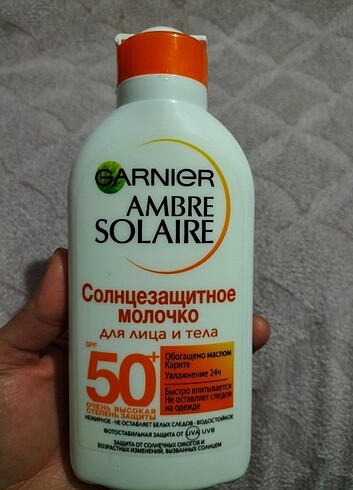 GARNIER
AMBRE
SOLAIRE
Солнцезащитное
молочко
для лица и тела
SPF
50+
ОЧЕНЬ ВЫСОКАЯ
СТЕПЕНЬ ЗАЩИТЫ
Обогащено маслом
Карите
Увлажнение 24ч
Быстро впитывается
Не оставляет следов
на одежде
НЕЖИРНОЕ · НЕ ОСТАВЛЯЕТ БЕЛЫХ СЛЕДОВ · ВОДОСТОЙКОЕ
ФОТОСТАБИЛЬНАЯ ЗАЩИТА ОТ UVA UVB
ЗАЩИТА ОТ СОЛНЕЧНЫХ ОЖОГОВ И
ВОЗРАСТНЫХ ИЗМЕНЕНИЙ, ВЫЗВАННЫХ СОЛНЦЕМ